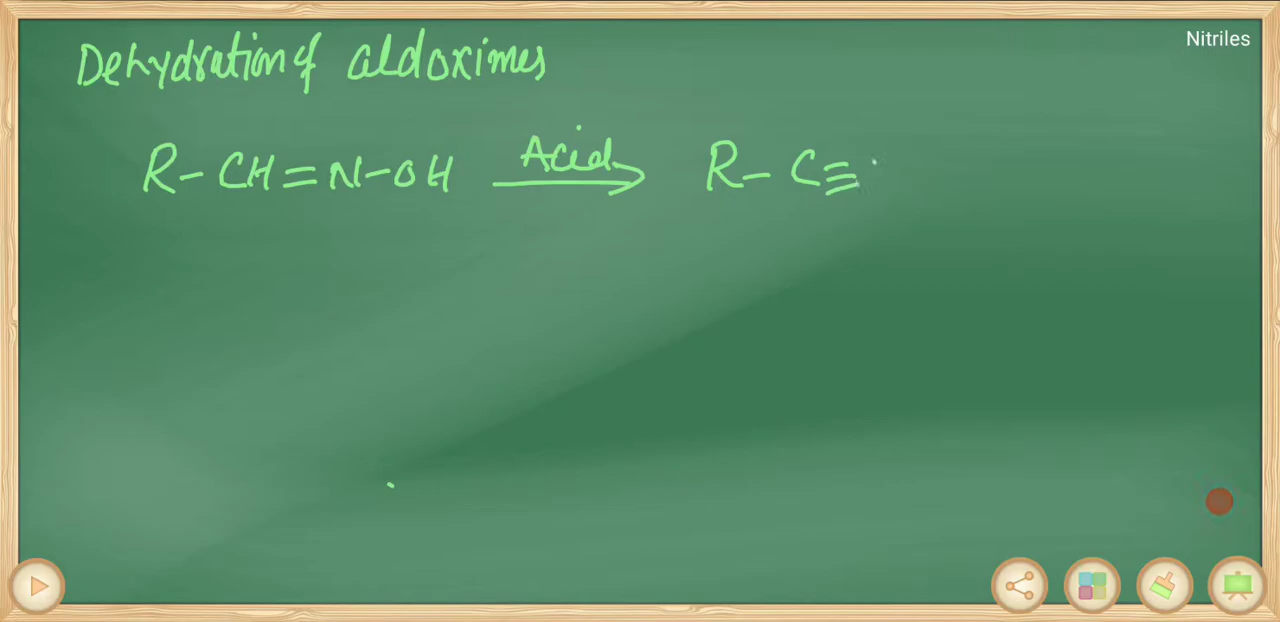 Nitriles
Dehydration of aldoximes
R-CH=N-OH Acid→ R-C≡